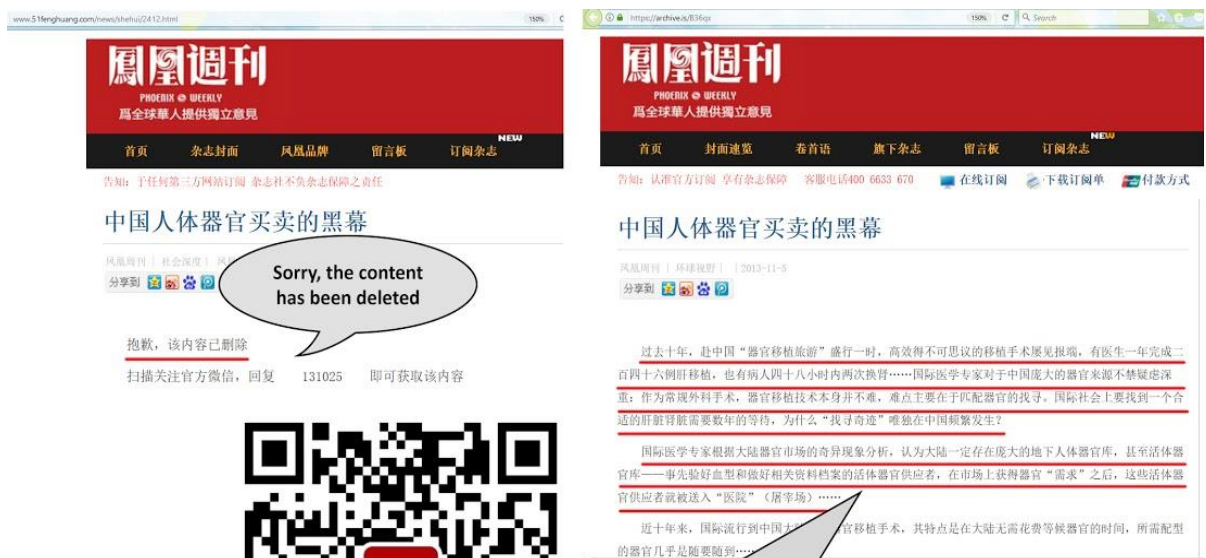 www.51fenghuang.com/news/shehui/2412.html
150%
鳳凰週刊
PHOENIX WEEKLY
爲全球華人提供獨立意見
NEW
首页 杂志封面 凤凰品牌 留言板 订阅杂志
告知：于任何第三方网站订阅 杂志社不负杂志保障之责任
中国人体器官买卖的黑幕
凤凰周刊 | 社会深度 |
分享到
Sorry, the content
has been deleted
抱歉，该内容已删除
扫描关注官方微信，回复 131025 即可获取该内容
https://archive.is/B36qx
150%
Search
鳳凰週刊
PHOENIX WEEKLY
爲全球華人提供獨立意見
NEW
首页 封面速览 卷首语 旗下杂志 留言板 订阅杂志
告知：认准官方订阅 享有杂志保障 客服电话400 6633 670 在线订阅 下载订阅单 付款方式
中国人体器官买卖的黑幕
凤凰周刊 | 环球视野 | | 2013-11-5
分享到
过去十年，赴中国“器官移植旅游”盛行一时，高效得不可思议的移植手术屡见报端，有医生一年完成二
百四十六例肝移植，也有病人四十八小时内两次换肾……国际医学专家对于中国庞大的器官来源不禁疑虑深
重：作为常规外科手术，器官移植技术本身并不难，难点主要在于匹配器官的找寻。国际社会上要找到一个合
适的肝脏肾脏需要数年的等待，为什么“找寻奇迹”唯独在中国频繁发生？
国际医学专家根据大陆器官市场的奇异现象分析，认为大陆一定存在庞大的地下人体器官库，甚至活体器
官库——事先验好血型和做好相关资料档案的活体器官供应者，在市场上获得器官“需求”之后，这些活体器
官供应者就被送入“医院”（屠宰场）……
近十年来，国际流行到中国大 官移植手术，其特点是在大陆无需花费等候器官的时间，所需配型
的器官几乎是随要随到……